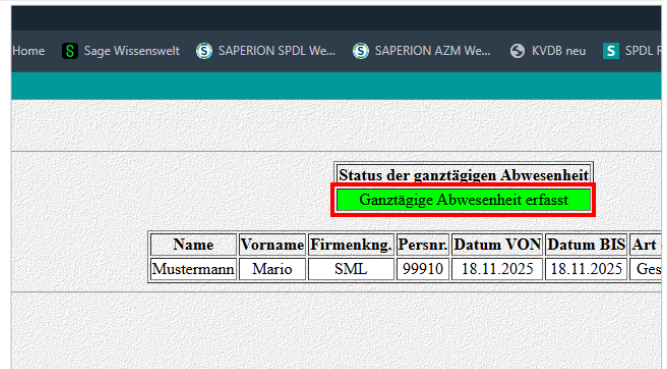 Home S Sage Wissenswelt S SAPERION SPDL We... S SAPERION AZM We... KVDB neu S SPDL
Status der ganztägigen Abwesenheit
Ganztägige Abwesenheit erfasst
Name Vorname Firmenkng. Persnr. Datum VON Datum BIS Art
Mustermann Mario SML 99910 18.11.2025 18.11.2025 Ges